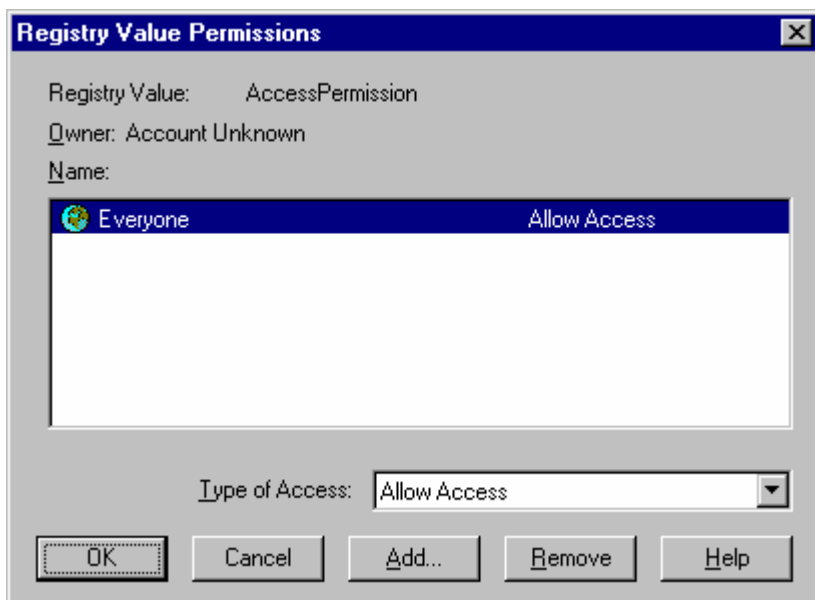 Registry Value Permissions
Registry Value: AccessPermission
Owner: Account Unknown
Name:
Everyone Allow Access
Type of Access: Allow Access
OK Cancel Add... Remove Help